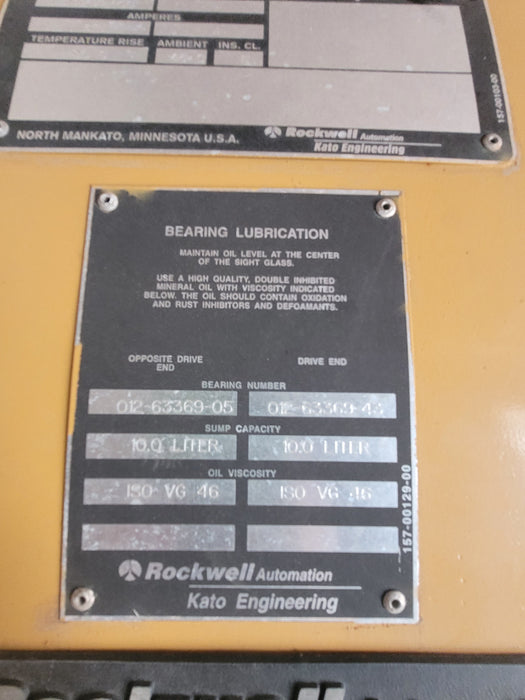 AMPERES
TEMPERATURE RISE AMBIENT INS. CL.
157-00103-00
NORTH MANKATO, MINNESOTA U.S.A.
Rockwell Automation
Kato Engineering
BEARING LUBRICATION
MAINTAIN OIL LEVEL AT THE CENTER
OF THE SIGHT GLASS.
USE A HIGH QUALITY, DOUBLE INHIBITED
MINERAL OIL WITH VISCOSITY INDICATED
BELOW. THE OIL SHOULD CONTAIN OXIDATION
AND RUST INHIBITORS AND DEFOAMANTS.
OPPOSITE DRIVE
END
DRIVE END
BEARING NUMBER
012-63369-05 012-63369-43
SUMP CAPACITY
10.0 LITER 10.0 LITER
OIL VISCOSITY
ISO VG 46 ISO VG 46
157-00129-00
Rockwell Automation
Kato Engineering